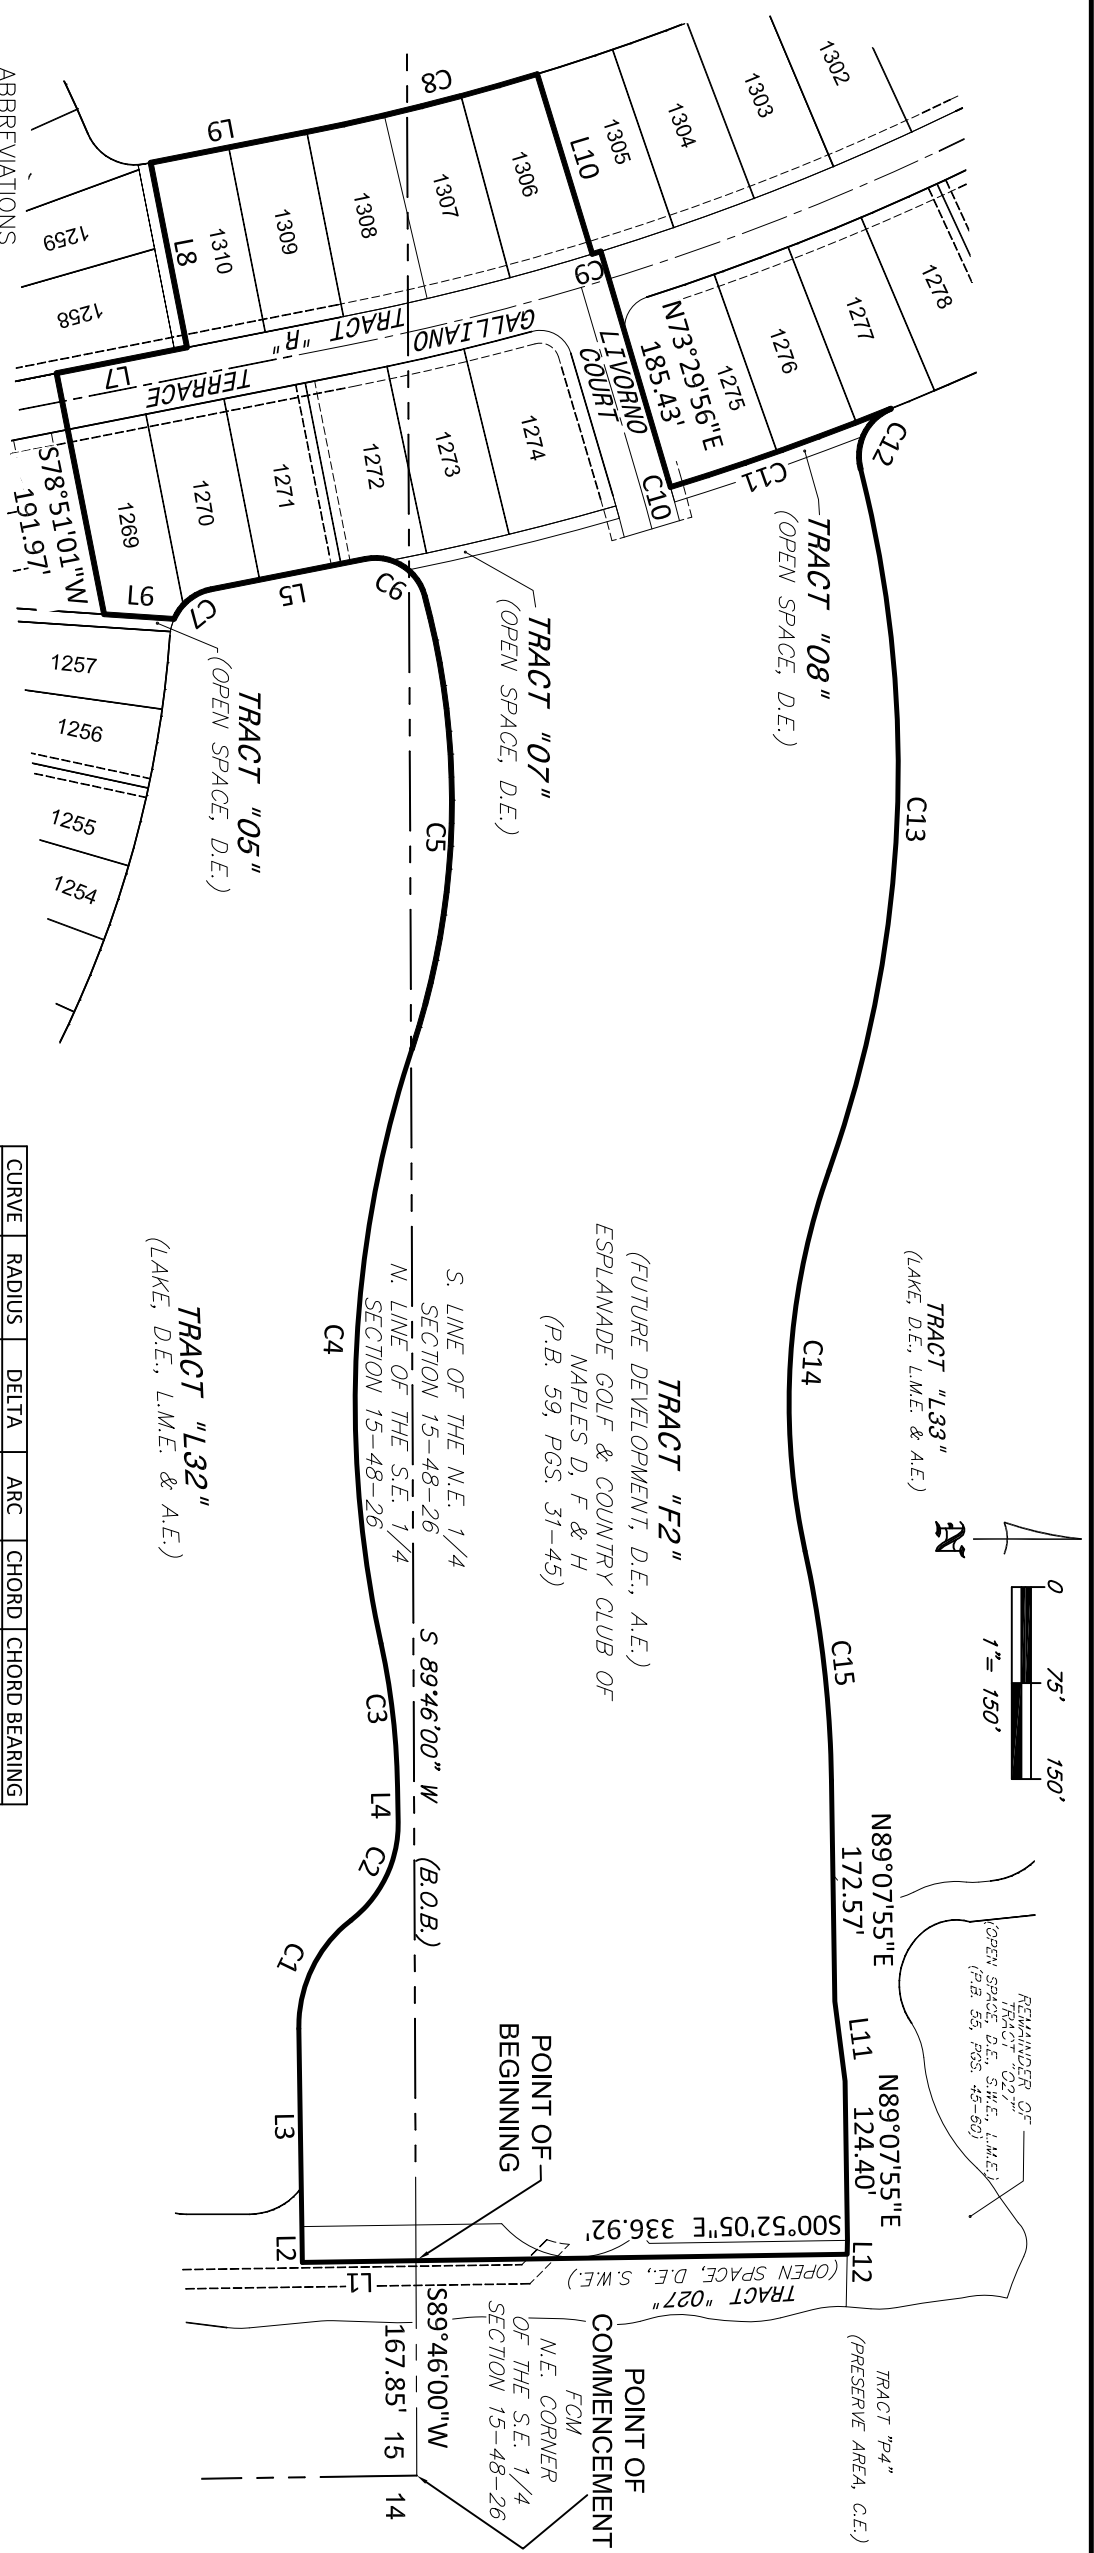 1302
1303
1304
1305
1306
1307
1308
1309
1310
1259
1258
C8
L9
L10
L8
C9
L7
1278
1277
1276
1275
1274
1273
1272
1271
1270
1269
1257
1256
1255
1254
N73°29'56"E
185.43'
LIVORNO
COURT
GALLIANO
TERRACE
TRACT "R"
S78°51'01"W
191.97'
C10
C11
C12
L6
C7
L5
C6
TRACT "O8"
(OPEN SPACE, D.E.)
TRACT "O7"
(OPEN SPACE, D.E.)
TRACT "O5"
(OPEN SPACE, D.E.)
C13
C5
C14
C4
C15
C3
L4
C2
C1
TRACT "L33"
(LAKE, D.E., L.M.E. & A.E.)
N
0
75'
150'
1"= 150'
TRACT "F2"
(FUTURE DEVELOPMENT, D.E., A.E.)
ESPLANADE GOLF & COUNTRY CLUB OF
NAPLES D, F & H
(P.B. 59, PGS. 31-45)
S. LINE OF THE N.E. 1/4
SECTION 15-48-26
N. LINE OF THE S.E. 1/4
SECTION 15-48-26
S 89°46'00" W (B.O.B.)
TRACT "L32"
(LAKE, D.E., L.M.E. & A.E.)
REMAINDER OF
TRACT "O27"
(OPEN SPACE, D.E., S.W.E., L.M.E.)
(P.B. 55, PGS. 45-60)
N89°07'55"E
172.57'
L11
N89°07'55"E
124.40'
L12
S00°52'05"E 336.92'
TRACT "O27"
(OPEN SPACE, D.E., S.W.E.)
POINT OF
BEGINNING
L3
L2
L1
S89°46'00"W
167.85'
15
14
POINT OF
COMMENCEMENT
FCM
N.E. CORNER
OF THE S.E. 1/4
SECTION 15-48-26
TRACT "P4"
(PRESERVE AREA, C.E.)
ABBREVIATIONS
CURVE RADIUS DELTA ARC CHORD CHORD BEARING